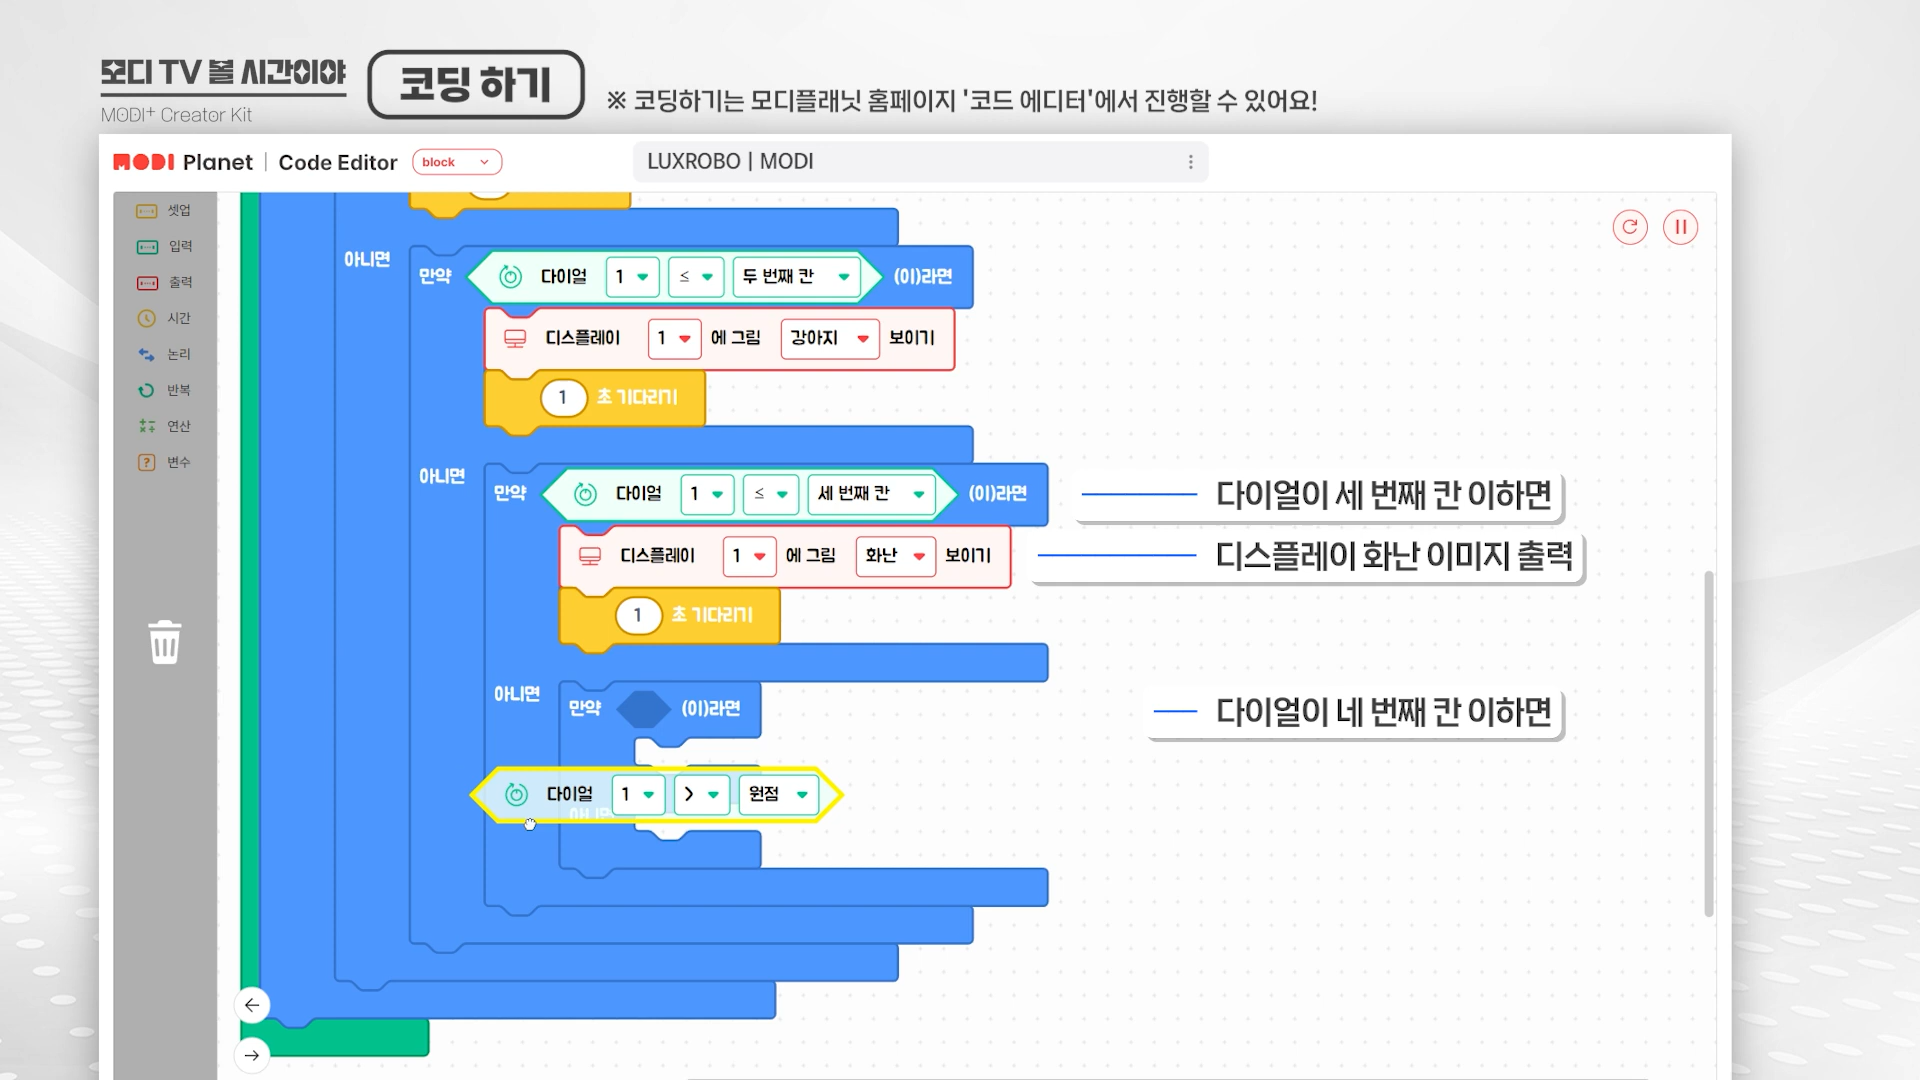 모디 TV 볼 시간이야
MODI+ Creator Kit
코딩 하기
※ 코딩하기는 모디플래닛 홈페이지 '코드 에디터'에서 진행할 수 있어요!
MODI Planet | Code Editor
block
LUXROBO | MODI
셋업
입력
출력
시간
논리
반복
연산
변수
아니면
만약 다이얼 1 ≤ 두 번째 칸 (이)라면
디스플레이 1 에 그림 강아지 보이기
1 초 기다리기
아니면
만약 다이얼 1 ≤ 세 번째 칸 (이)라면
다이얼이 세 번째 칸 이하면
디스플레이 1 에 그림 화난 보이기
디스플레이 화난 이미지 출력
1 초 기다리기
아니면
만약 (이)라면
다이얼이 네 번째 칸 이하면
다이얼 1 > 원점
아니면